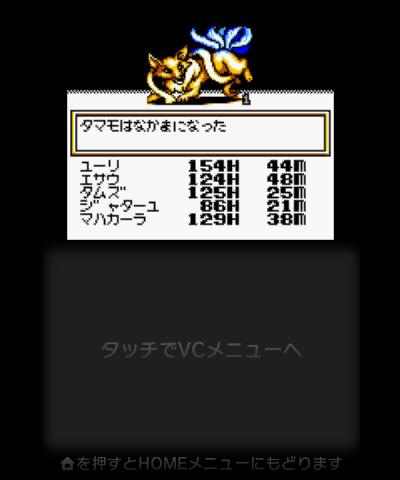 1
タマモはなかまになった
ユーリ 154H 44m
エサウ 124H 48m
タムズ 125H 25m
ジャターユ 86H 21m
マハカーラ 129H 38m
タッチでVCメニューへ
を押すとHOMEメニューにもどります